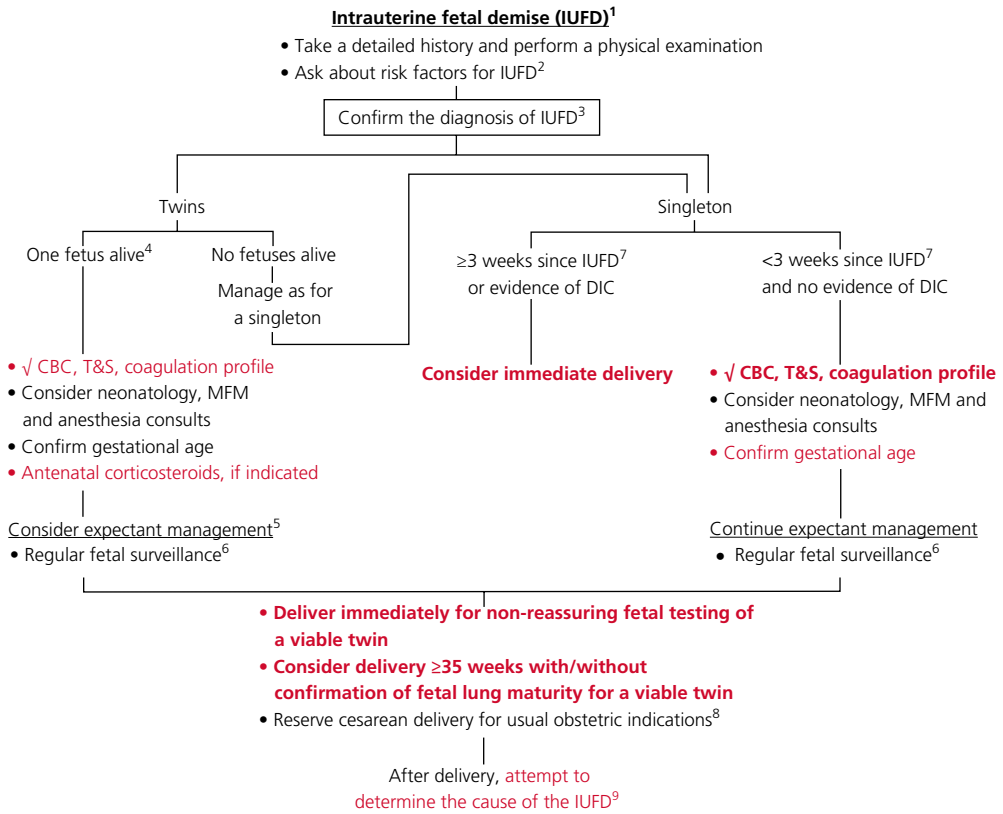 Intrauterine fetal demise (IUFD)1
• Take a detailed history and perform a physical examination
• Ask about risk factors for IUFD2
Confirm the diagnosis of IUFD3
Twins
Singleton
One fetus alive4
No fetuses alive
Manage as for
a singleton
≥3 weeks since IUFD7
or evidence of DIC
<3 weeks since IUFD7
and no evidence of DIC
• √ CBC, T&S, coagulation profile
• Consider neonatology, MFM
and anesthesia consults
• Confirm gestational age
• Antenatal corticosteroids, if indicated
Consider immediate delivery
• √ CBC, T&S, coagulation profile
• Consider neonatology, MFM and
anesthesia consults
• Confirm gestational age
Consider expectant management5
• Regular fetal surveillance6
Continue expectant management
• Regular fetal surveillance6
• Deliver immediately for non-reassuring fetal testing of
a viable twin
• Consider delivery ≥35 weeks with/without
confirmation of fetal lung maturity for a viable twin
• Reserve cesarean delivery for usual obstetric indications8
After delivery, attempt to
determine the cause of the IUFD9